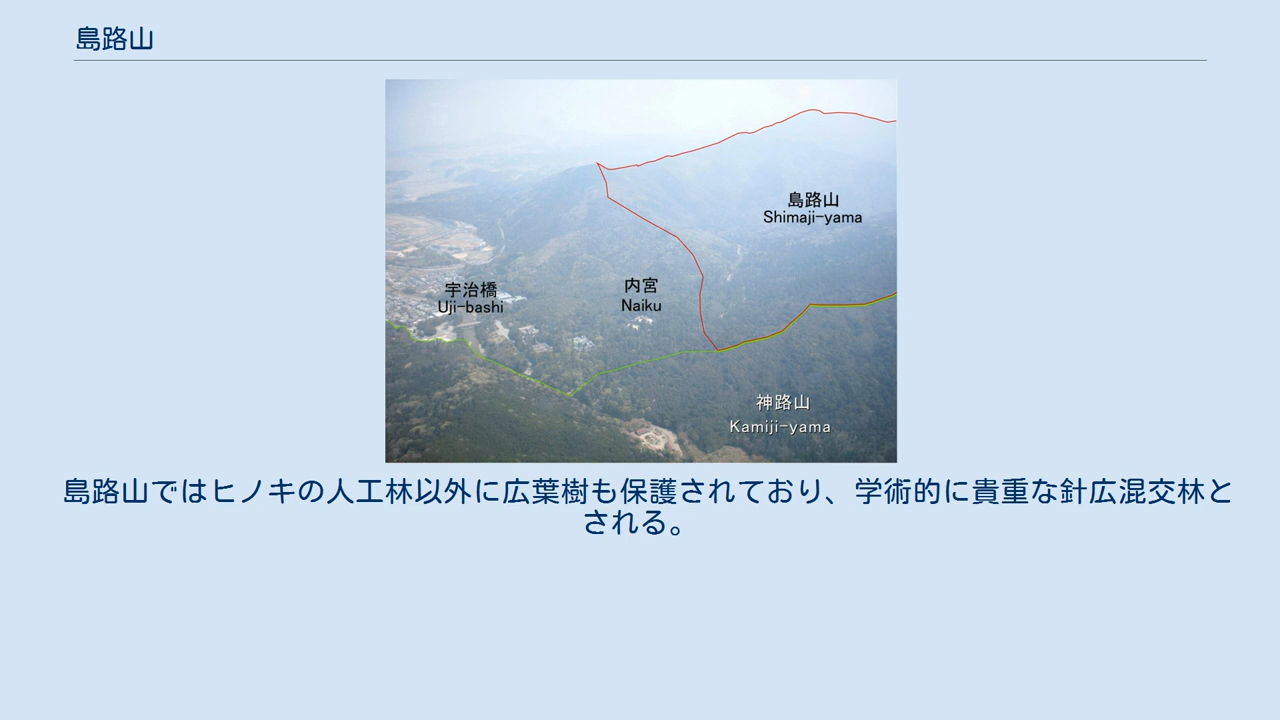 島路山
島路山
Shimaji-yama
宇治橋
Uji-bashi
内宮
Naiku
神路山
Kamiji-yama
島路山ではヒノキの人工林以外に広葉樹も保護されており、学術的に貴重な針広混交林と
される。